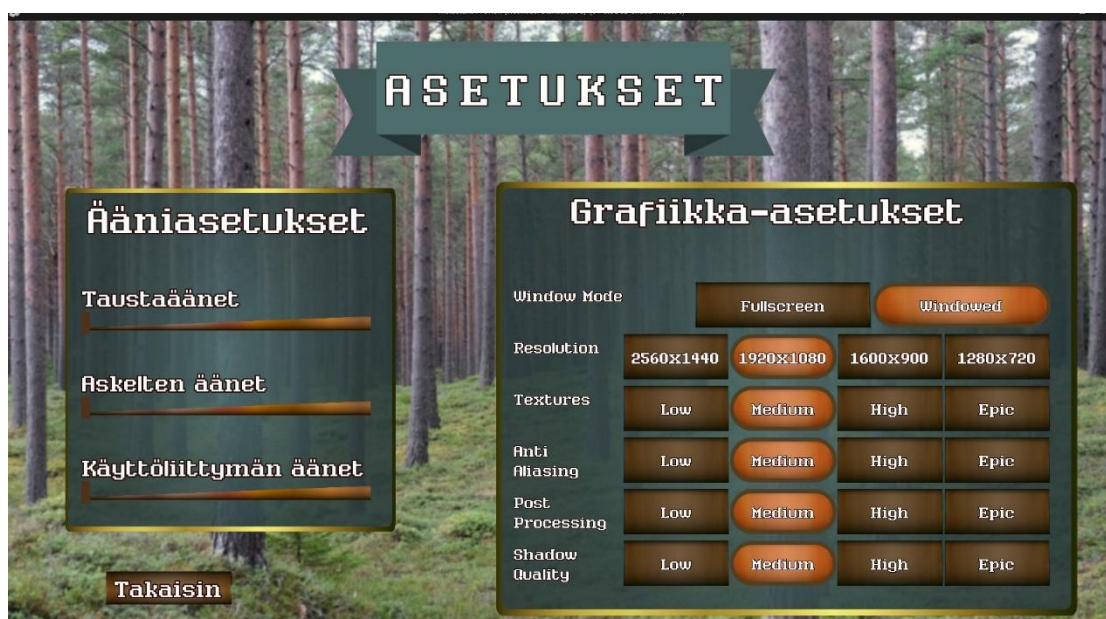 ASETUKSET
Ääniasetukset
Taustaäänet
Askelten äänet
Käyttöliittymän äänet
Takaisin
Grafiikka-asetukset
Window Mode Fullscreen Windowed
Resolution 2560x1440 1920x1080 1600x900 1280x720
Textures Low Medium High Epic
Anti
Aliasing Low Medium High Epic
Post
Processing Low Medium High Epic
Shadow
Quality Low Medium High Epic